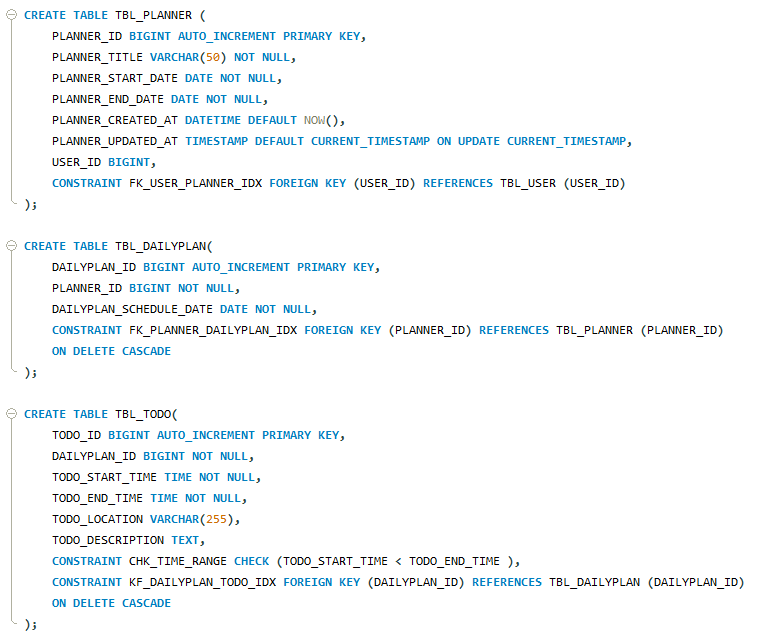 CREATE TABLE TBL_PLANNER (
PLANNER_ID BIGINT AUTO_INCREMENT PRIMARY KEY,
PLANNER_TITLE VARCHAR(50) NOT NULL,
PLANNER_START_DATE DATE NOT NULL,
PLANNER_END_DATE DATE NOT NULL,
PLANNER_CREATED_AT DATETIME DEFAULT NOW(),
PLANNER_UPDATED_AT TIMESTAMP DEFAULT CURRENT_TIMESTAMP ON UPDATE CURRENT_TIMESTAMP,
USER_ID BIGINT,
CONSTRAINT FK_USER_PLANNER_IDX FOREIGN KEY (USER_ID) REFERENCES TBL_USER (USER_ID)
);
CREATE TABLE TBL_DAILYPLAN(
DAILYPLAN_ID BIGINT AUTO_INCREMENT PRIMARY KEY,
PLANNER_ID BIGINT NOT NULL,
DAILYPLAN_SCHEDULE_DATE DATE NOT NULL,
CONSTRAINT FK_PLANNER_DAILYPLAN_IDX FOREIGN KEY (PLANNER_ID) REFERENCES TBL_PLANNER (PLANNER_ID)
ON DELETE CASCADE
);
CREATE TABLE TBL_TODO(
TODO_ID BIGINT AUTO_INCREMENT PRIMARY KEY,
DAILYPLAN_ID BIGINT NOT NULL,
TODO_START_TIME TIME NOT NULL,
TODO_END_TIME TIME NOT NULL,
TODO_LOCATION VARCHAR(255),
TODO_DESCRIPTION TEXT,
CONSTRAINT CHK_TIME_RANGE CHECK (TODO_START_TIME < TODO_END_TIME ),
CONSTRAINT KF_DAILYPLAN_TODO_IDX FOREIGN KEY (DAILYPLAN_ID) REFERENCES TBL_DAILYPLAN (DAILYPLAN_ID)
ON DELETE CASCADE
);